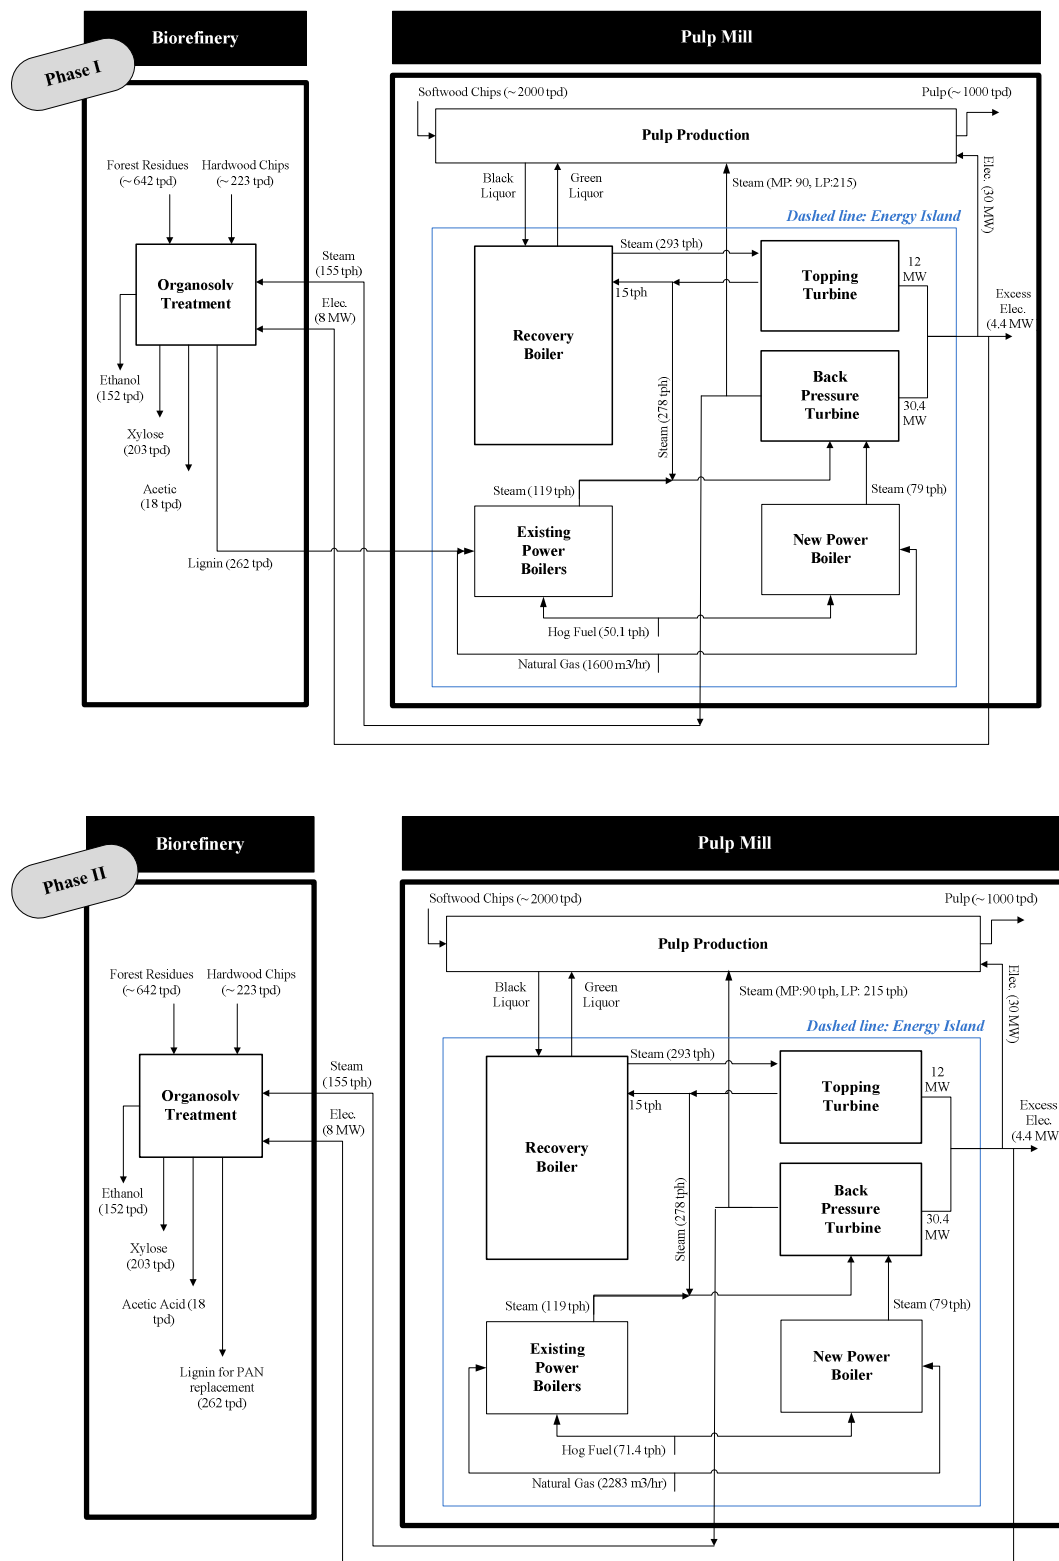 Biorefinery
Pulp Mill
Phase I
Softwood Chips (~2000 tpd)
Pulp (~1000 tpd)
Pulp Production
Forest Residues
(~642 tpd)
Hardwood Chips
(~223 tpd)
Black
Liquor
Green
Liquor
Steam (MP: 90, LP:215)
Elec. (30 MW)
Dashed line: Energy Island
Steam
(155 tph)
Organosolv
Treatment
Elec.
(8 MW)
Steam (293 tph)
15 tph
Topping
Turbine
12
MW
Excess
Elec.
(4.4 MW
Recovery
Boiler
Steam (278 tph)
Back
Pressure
Turbine
30.4
MW
Ethanol
(152 tpd)
Xylose
(203 tpd)
Acetic
(18 tpd)
Lignin (262 tpd)
Steam (119 tph)
Steam (79 tph)
Existing
Power
Boilers
New Power
Boiler
Hog Fuel (50.1 tph)
Natural Gas (1600 m3/hr)
Biorefinery
Pulp Mill
Phase II
Softwood Chips (~2000 tpd)
Pulp (~1000 tpd)
Pulp Production
Forest Residues
(~642 tpd)
Hardwood Chips
(~223 tpd)
Black
Liquor
Green
Liquor
Steam (MP:90 tph, LP: 215 tph)
Elec. (30 MW)
Dashed line: Energy Island
Steam
(155 tph)
Organosolv
Treatment
Elec.
(8 MW)
Steam (293 tph)
15 tph
Topping
Turbine
12
MW
Excess
Elec.
(4.4 MW
Recovery
Boiler
Steam (278 tph)
Back
Pressure
Turbine
30.4
MW
Ethanol
(152 tpd)
Xylose
(203 tpd)
Acetic Acid (18
tpd)
Lignin for PAN
replacement
(262 tpd)
Steam (119 tph)
Steam (79 tph)
Existing
Power
Boilers
New Power
Boiler
Hog Fuel (71.4 tph)
Natural Gas (2283 m3/hr)